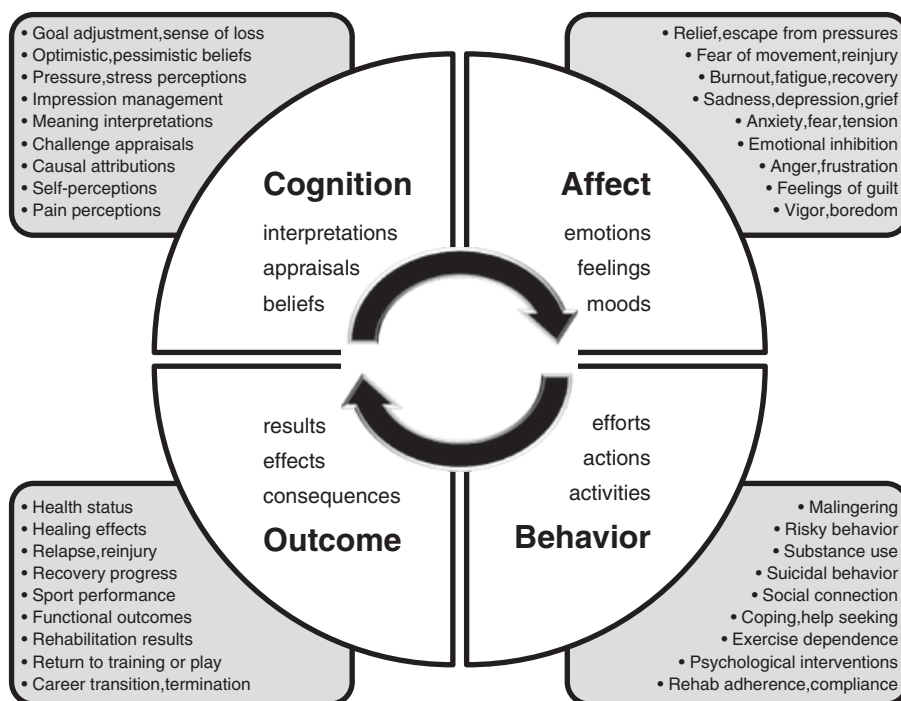 • Goal adjustment,sense of loss
• Optimistic,pessimistic beliefs
• Pressure,stress perceptions
• Impression management
• Meaning interpretations
• Challenge appraisals
• Causal attributions
• Self-perceptions
• Pain perceptions
• Relief,escape from pressures
• Fear of movement,reinjury
• Burnout,fatigue,recovery
• Sadness,depression,grief
• Anxiety,fear,tension
• Emotional inhibition
• Anger,frustration
• Feelings of guilt
• Vigor,boredom
Cognition
interpretations
appraisals
beliefs
Affect
emotions
feelings
moods
results
effects
consequences
Outcome
efforts
actions
activities
Behavior
• Health status
• Healing effects
• Relapse,reinjury
• Recovery progress
• Sport performance
• Functional outcomes
• Rehabilitation results
• Return to training or play
• Career transition,termination
• Malingering
• Risky behavior
• Substance use
• Suicidal behavior
• Social connection
• Coping,help seeking
• Exercise dependence
• Psychological interventions
• Rehab adherence,compliance